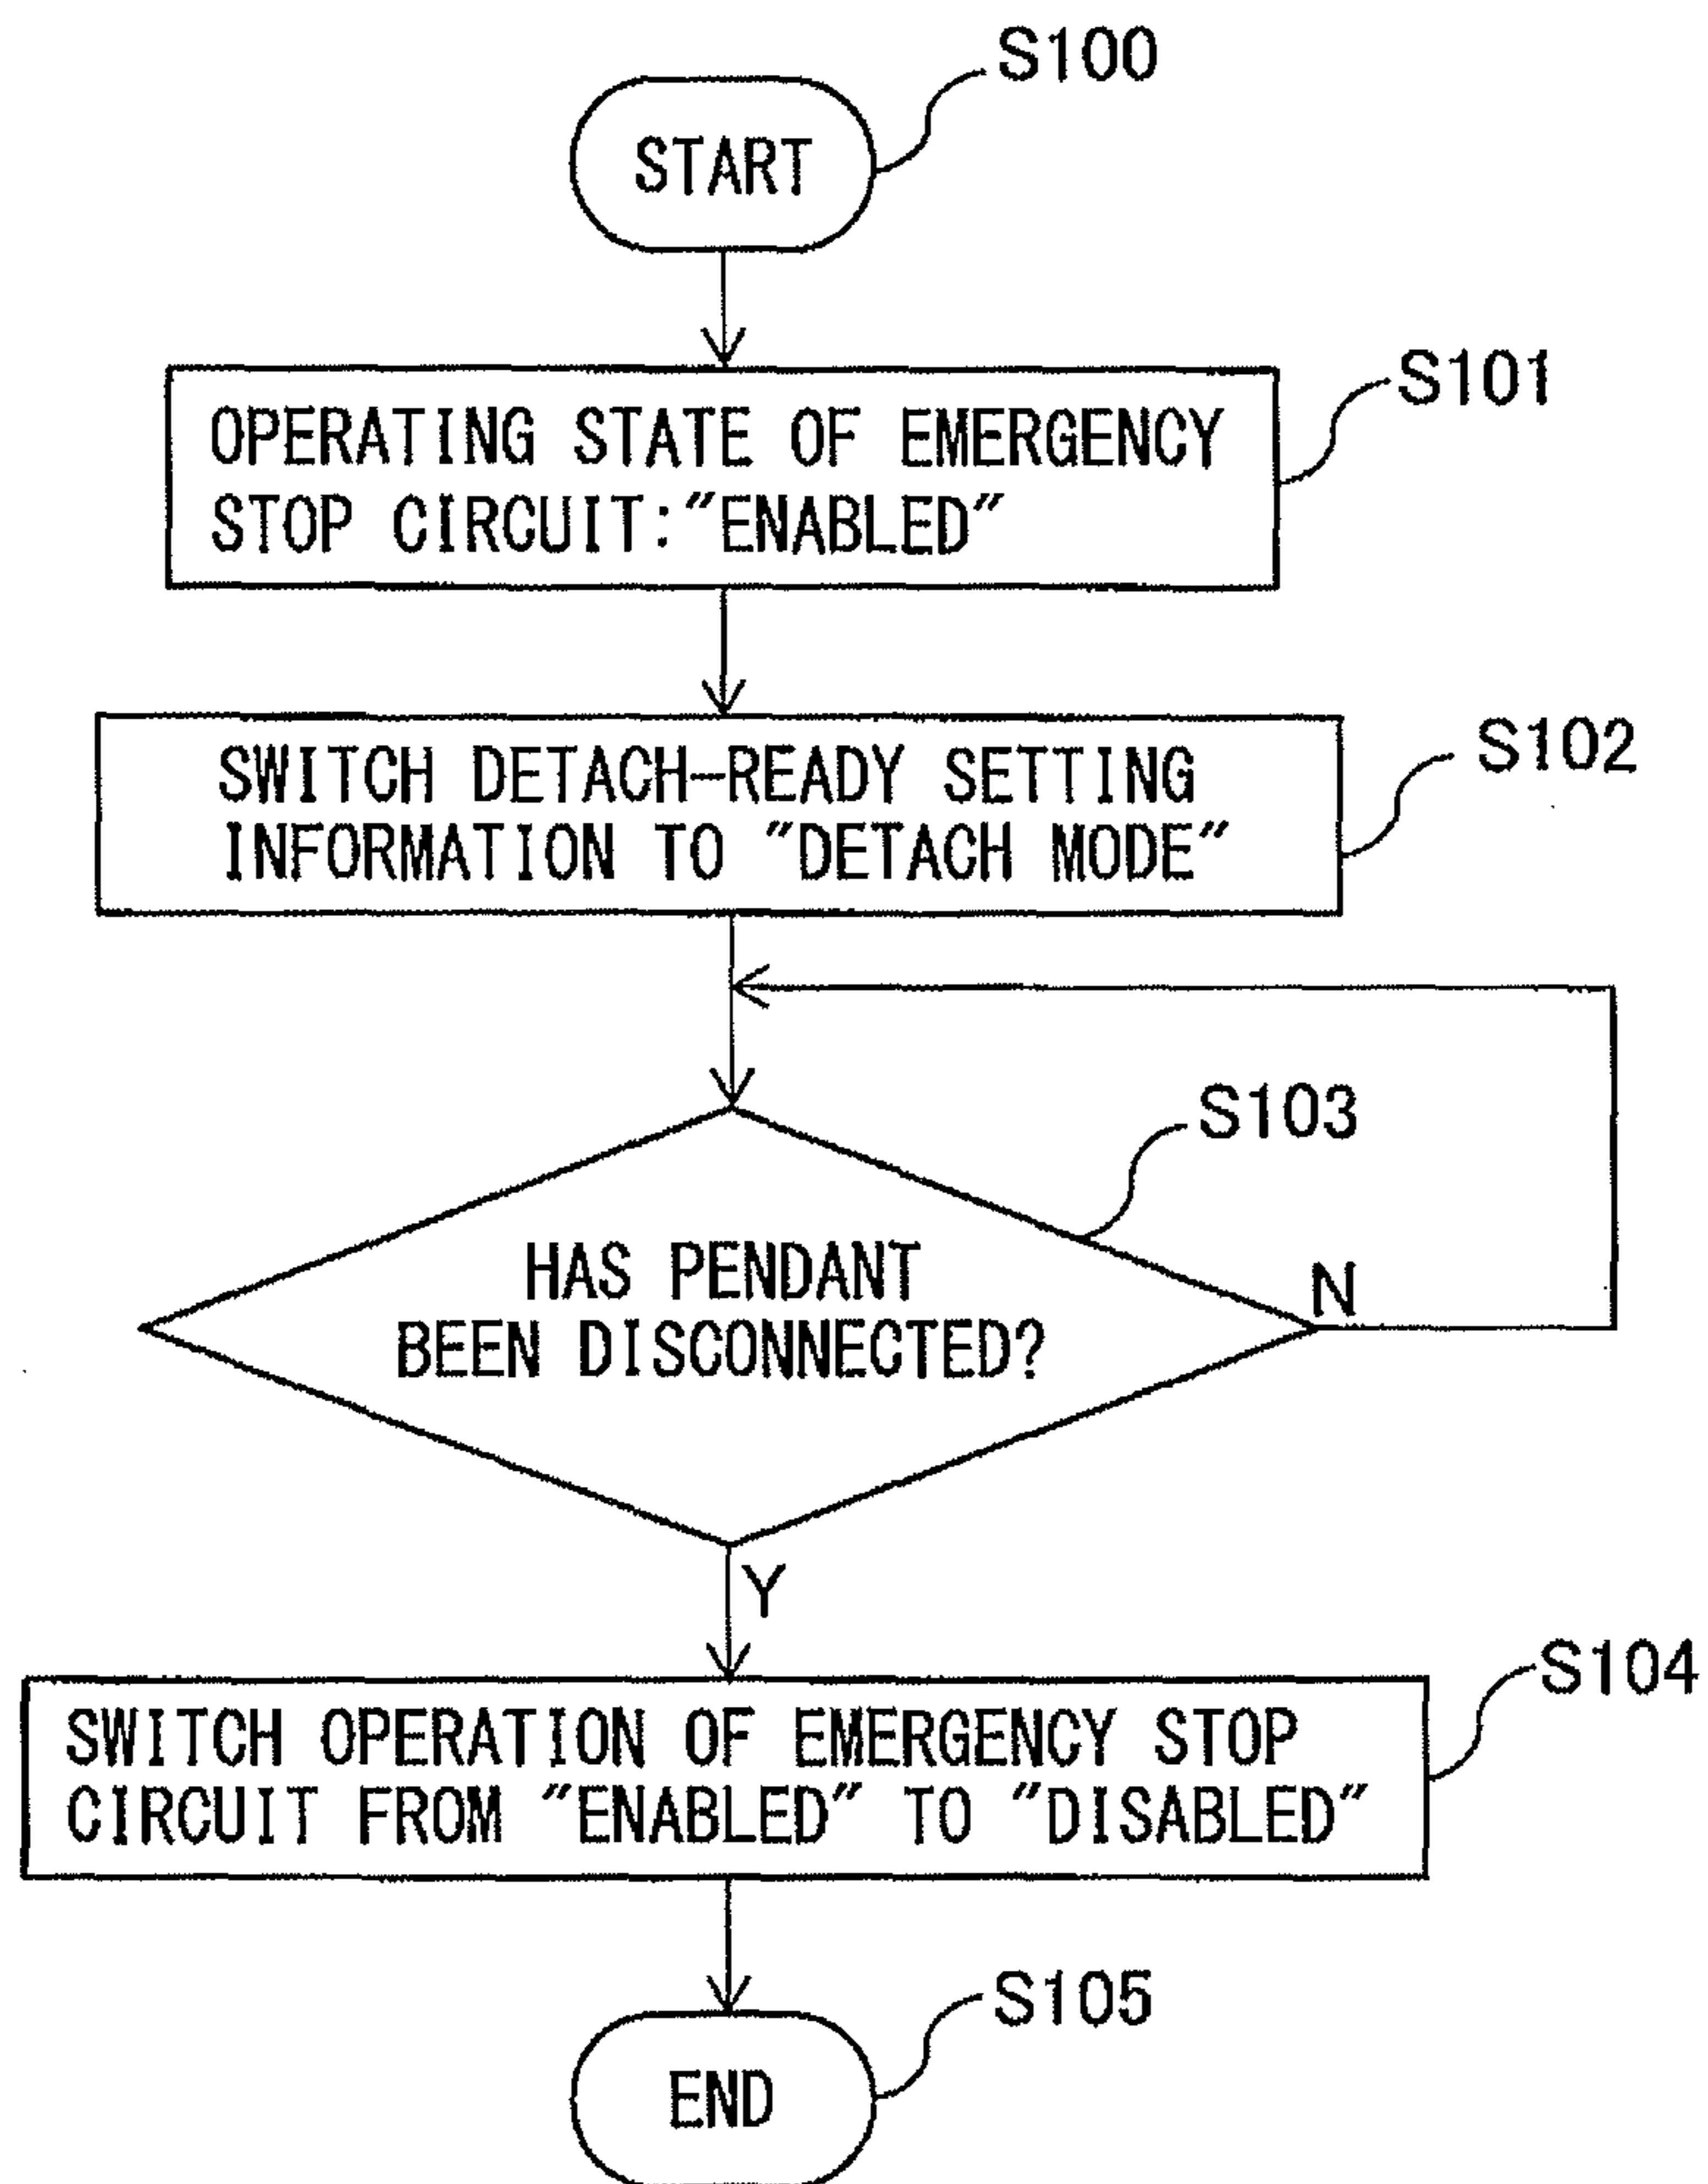 S100
START
S101
OPERATING STATE OF EMERGENCY
STOP CIRCUIT:"ENABLED"
S102
SWITCH DETACH-READY SETTING
INFORMATION TO "DETACH MODE"
S103
HAS PENDANT
BEEN DISCONNECTED?
N
Y
S104
SWITCH OPERATION OF EMERGENCY STOP
CIRCUIT FROM "ENABLED" TO "DISABLED"
S105
END